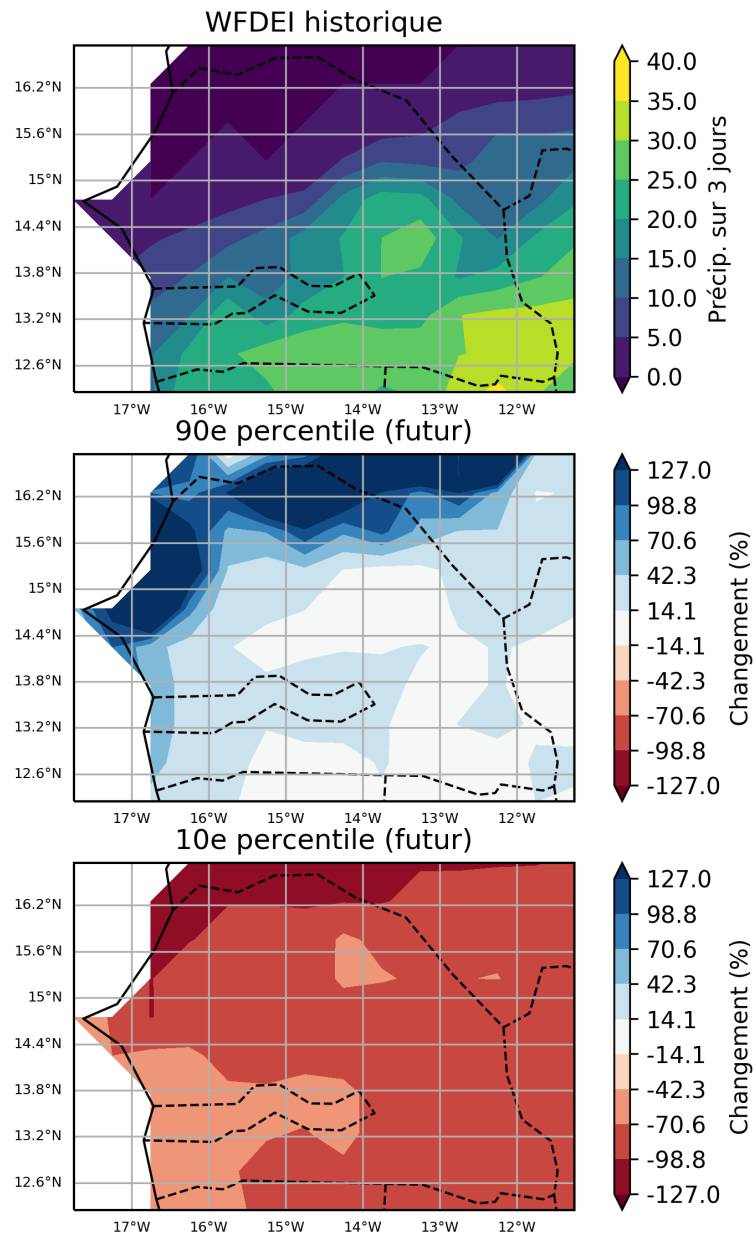 WFDEI historique
16.2°N
15.6°N
15°N
14.4°N
13.8°N
13.2°N
12.6°N
17°W 16°W 15°W 14°W 13°W 12°W
40.0
35.0
30.0
25.0
20.0
15.0
10.0
5.0
0.0
Précip. sur 3 jours
90e percentile (futur)
16.2°N
15.6°N
15°N
14.4°N
13.8°N
13.2°N
12.6°N
17°W 16°W 15°W 14°W 13°W 12°W
127.0
98.8
70.6
42.3
14.1
-14.1
-42.3
-70.6
-98.8
-127.0
Changement (%)
10e percentile (futur)
16.2°N
15.6°N
15°N
14.4°N
13.8°N
13.2°N
12.6°N
17°W 16°W 15°W 14°W 13°W 12°W
127.0
98.8
70.6
42.3
14.1
-14.1
-42.3
-70.6
-98.8
-127.0
Changement (%)